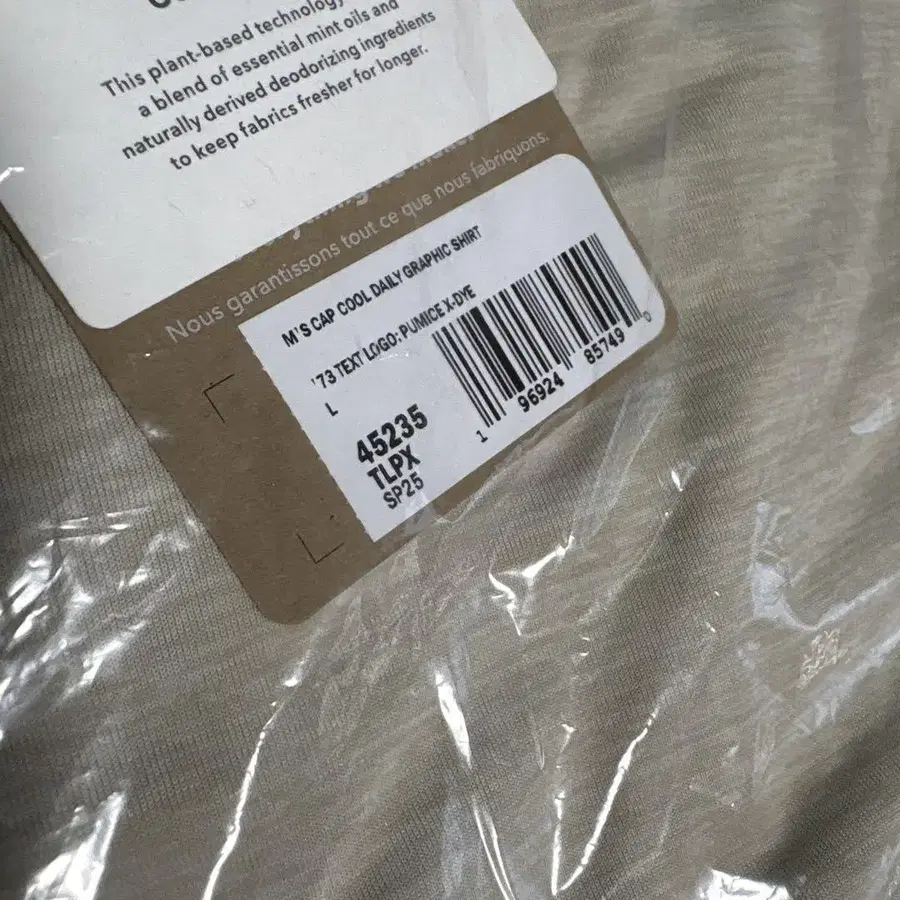 This plant-based technology
a blend of essential mint oils and
naturally derived deodorizing ingredients
to keep fabrics fresher for longer.
Nous garantissons tout ce que nous fabriquons.
M'S CAP COOL DAILY GRAPHIC SHIRT
'73 TEXT LOGO: PUMICE X-DYE
L
45235
TLPX
SP25
1 96924 85749 0